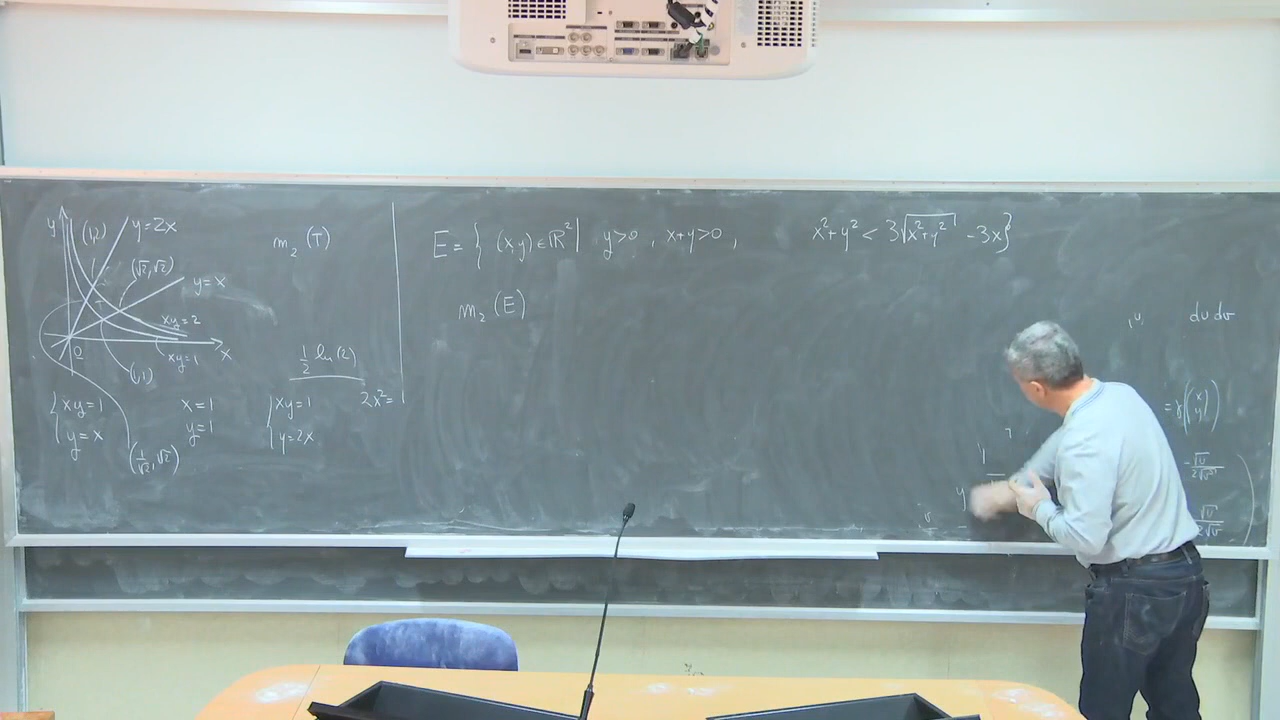 y
(1,2)
y=2x
m₂(T)
(√2,√2)
y=x
T
xy=2
O
x
xy=1
(1,1)
½ ln(2)
{xy=1
y=x
x=1
y=1
{xy=1
y=2x
2x²=
(1/√2,√2)
E={ (x,y)∈ℝ² | y>0, x+y>0, x²+y² < 3√(x²+y²) -3x}
m₂(E)
du dv
1
y